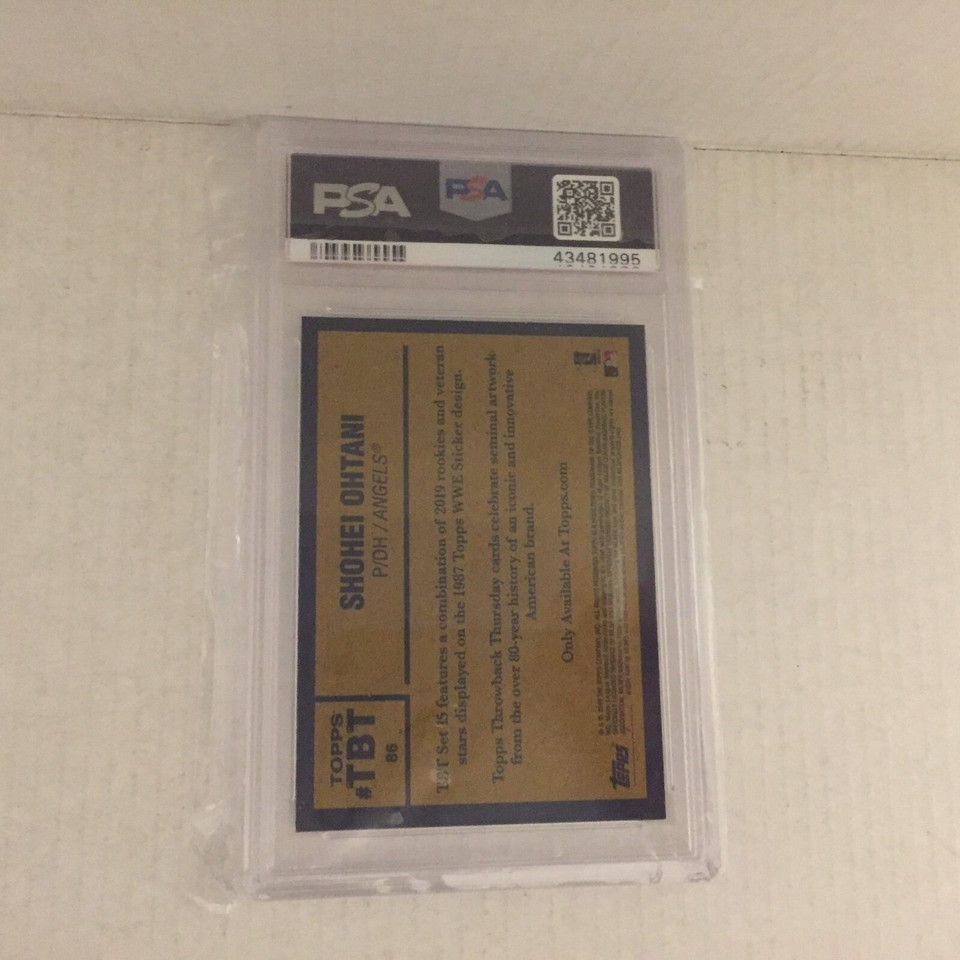 PSA
PSA
43481995
TOPPS
#TBT
86
SHOHEI OHTANI
P/DH / ANGELS®
TBT Set 15 features a combination of 2019 rookies and veteran
stars displayed on the 1987 Topps WWE Sticker design.
Topps Throwback Thursday cards celebrate seminal artwork
from the over 80-year history of an iconic and innovative
American brand.
Only Available At Topps.com
Topps